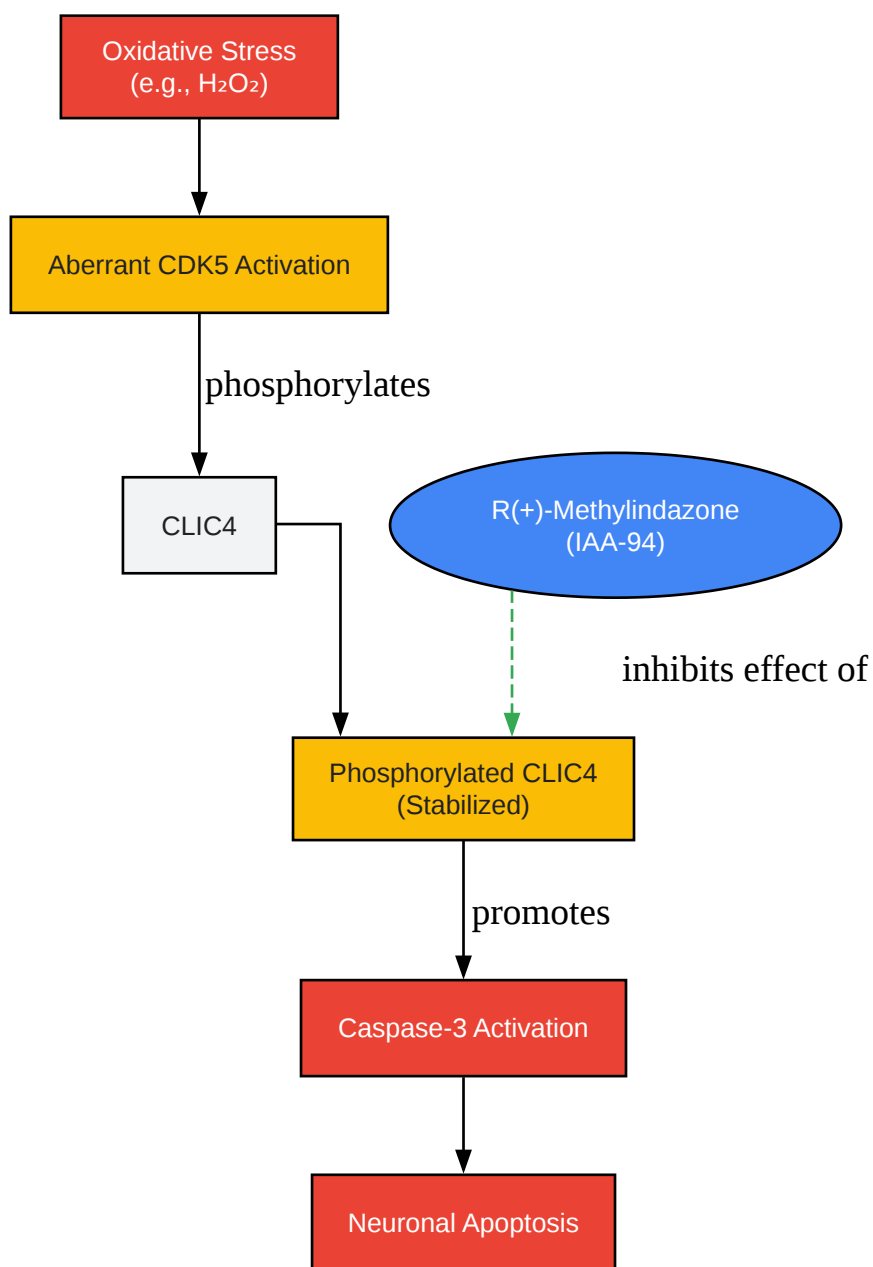 Oxidative Stress
(e.g., H₂O₂)
Aberrant CDK5 Activation
phosphorylates
CLIC4
R(+)-Methylindazone
(IAA-94)
inhibits effect of
Phosphorylated CLIC4
(Stabilized)
promotes
Caspase-3 Activation
Neuronal Apoptosis